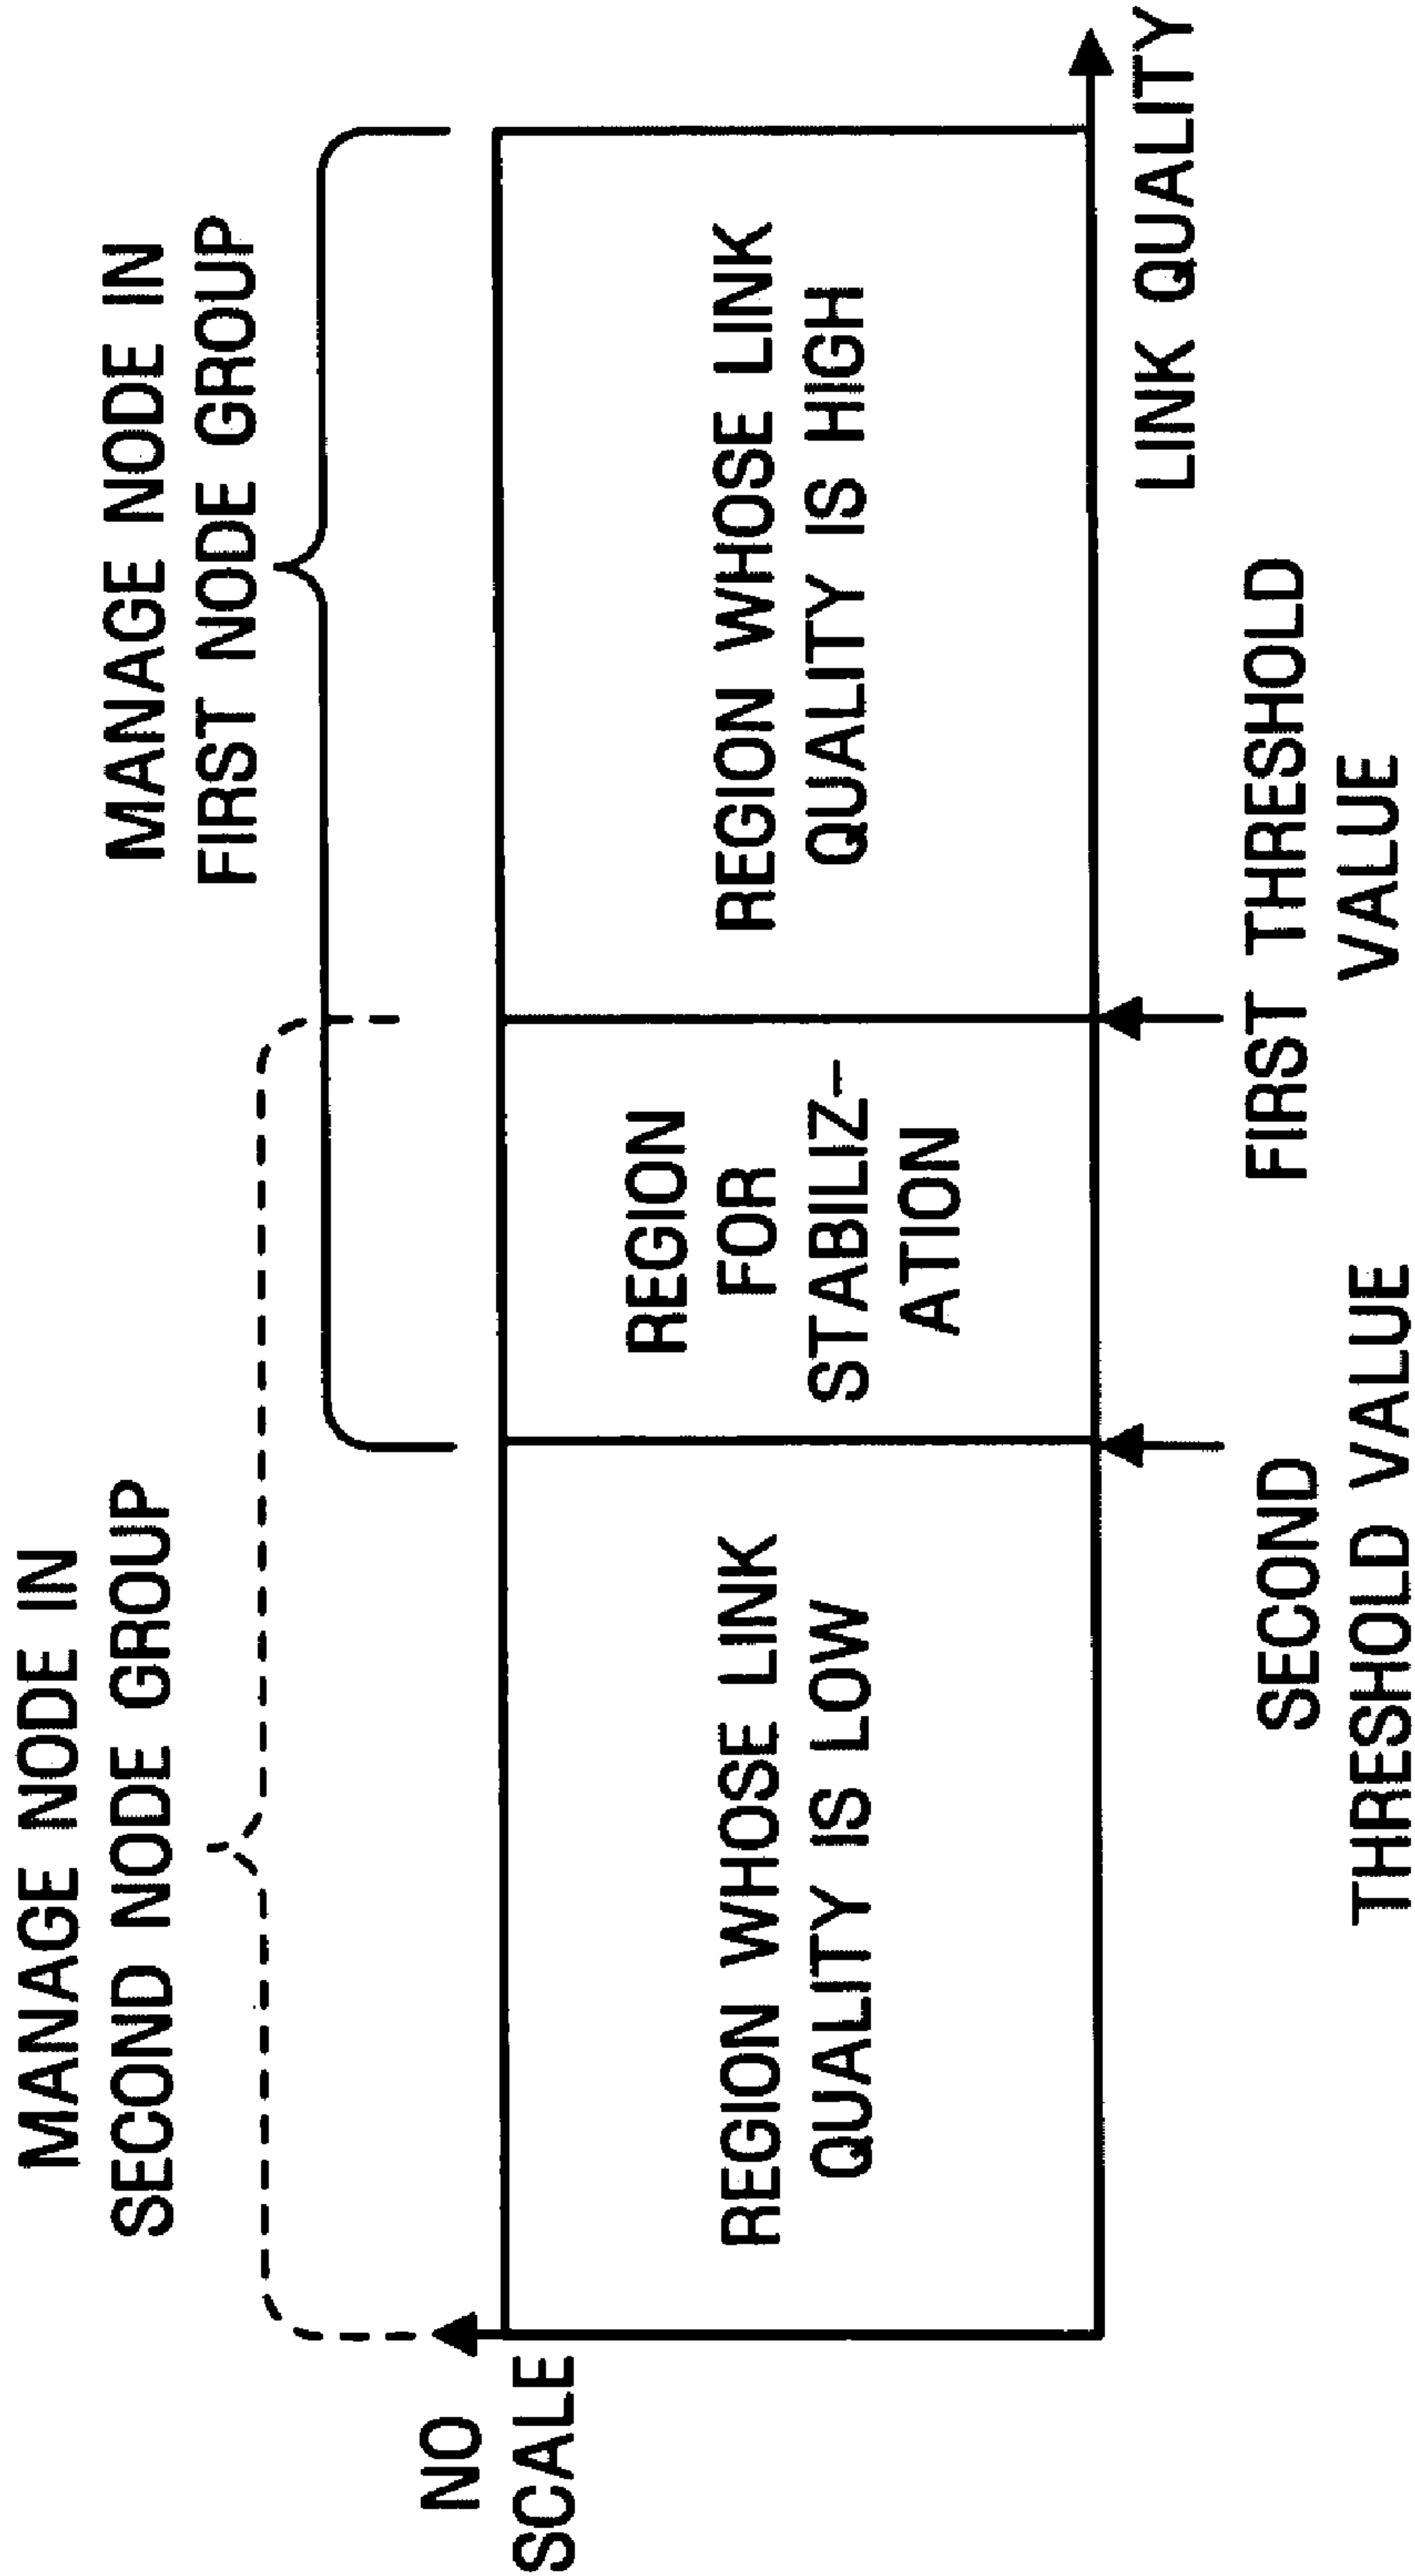 MANAGE NODE IN
SECOND NODE GROUP
MANAGE NODE IN
FIRST NODE GROUP
NO
SCALE
REGION WHOSE LINK
QUALITY IS LOW
REGION
FOR
STABILIZ-
ATION
REGION WHOSE LINK
QUALITY IS HIGH
LINK QUALITY
SECOND
THRESHOLD VALUE
FIRST THRESHOLD
VALUE